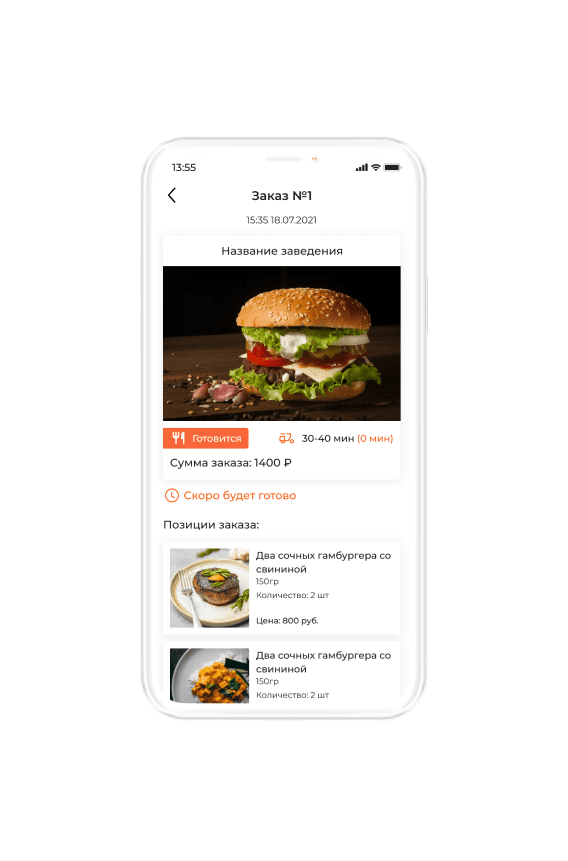 13:55
Заказ №1
15:35 18.07.2021
Название заведения
Готовится
30-40 мин (0 мин)
Сумма заказа: 1400 ₽
Скоро будет готово
Позиции заказа:
Два сочных гамбургера со
свининой
150гр
Количество: 2 шт
Цена: 800 руб.
Два сочных гамбургера со
свининой
150гр
Количество: 2 шт